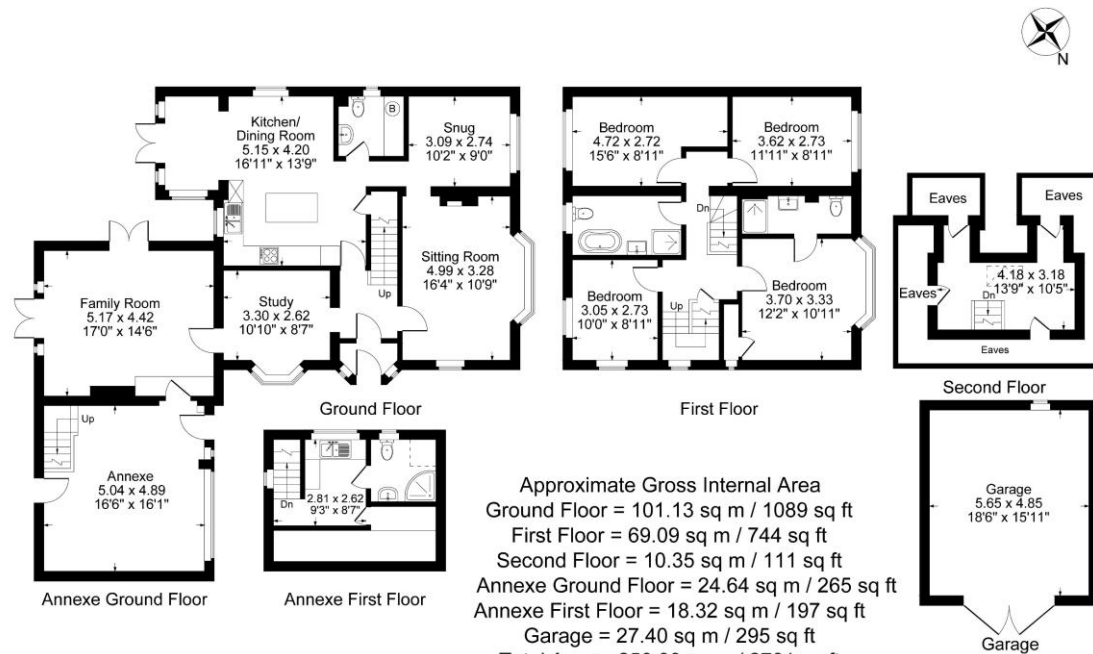 N
Kitchen/
Dining Room
5.15 x 4.20
16'11" x 13'9"
B
Snug
3.09 x 2.74
10'2" x 9'0"
Sitting Room
4.99 x 3.28
16'4" x 10'9"
Up
Family Room
5.17 x 4.42
17'0" x 14'6"
Study
3.30 x 2.62
10'10" x 8'7"
Ground Floor
Up
Annexe
5.04 x 4.89
16'6" x 16'1"
Annexe Ground Floor
Dn
2.81 x 2.62
9'3" x 8'7"
Annexe First Floor
Bedroom
4.72 x 2.72
15'6" x 8'11"
Bedroom
3.62 x 2.73
11'11" x 8'11"
Dn
Bedroom
3.05 x 2.73
10'0" x 8'11"
Up
Bedroom
3.70 x 3.33
12'2" x 10'11"
First Floor
Eaves
Eaves
Eaves
4.18 x 3.18
13'9" x 10'5"
Dn
Eaves
Second Floor
Garage
5.65 x 4.85
18'6" x 15'11"
Garage
Approximate Gross Internal Area
Ground Floor = 101.13 sq m / 1089 sq ft
First Floor = 69.09 sq m / 744 sq ft
Second Floor = 10.35 sq m / 111 sq ft
Annexe Ground Floor = 24.64 sq m / 265 sq ft
Annexe First Floor = 18.32 sq m / 197 sq ft
Garage = 27.40 sq m / 295 sq ft